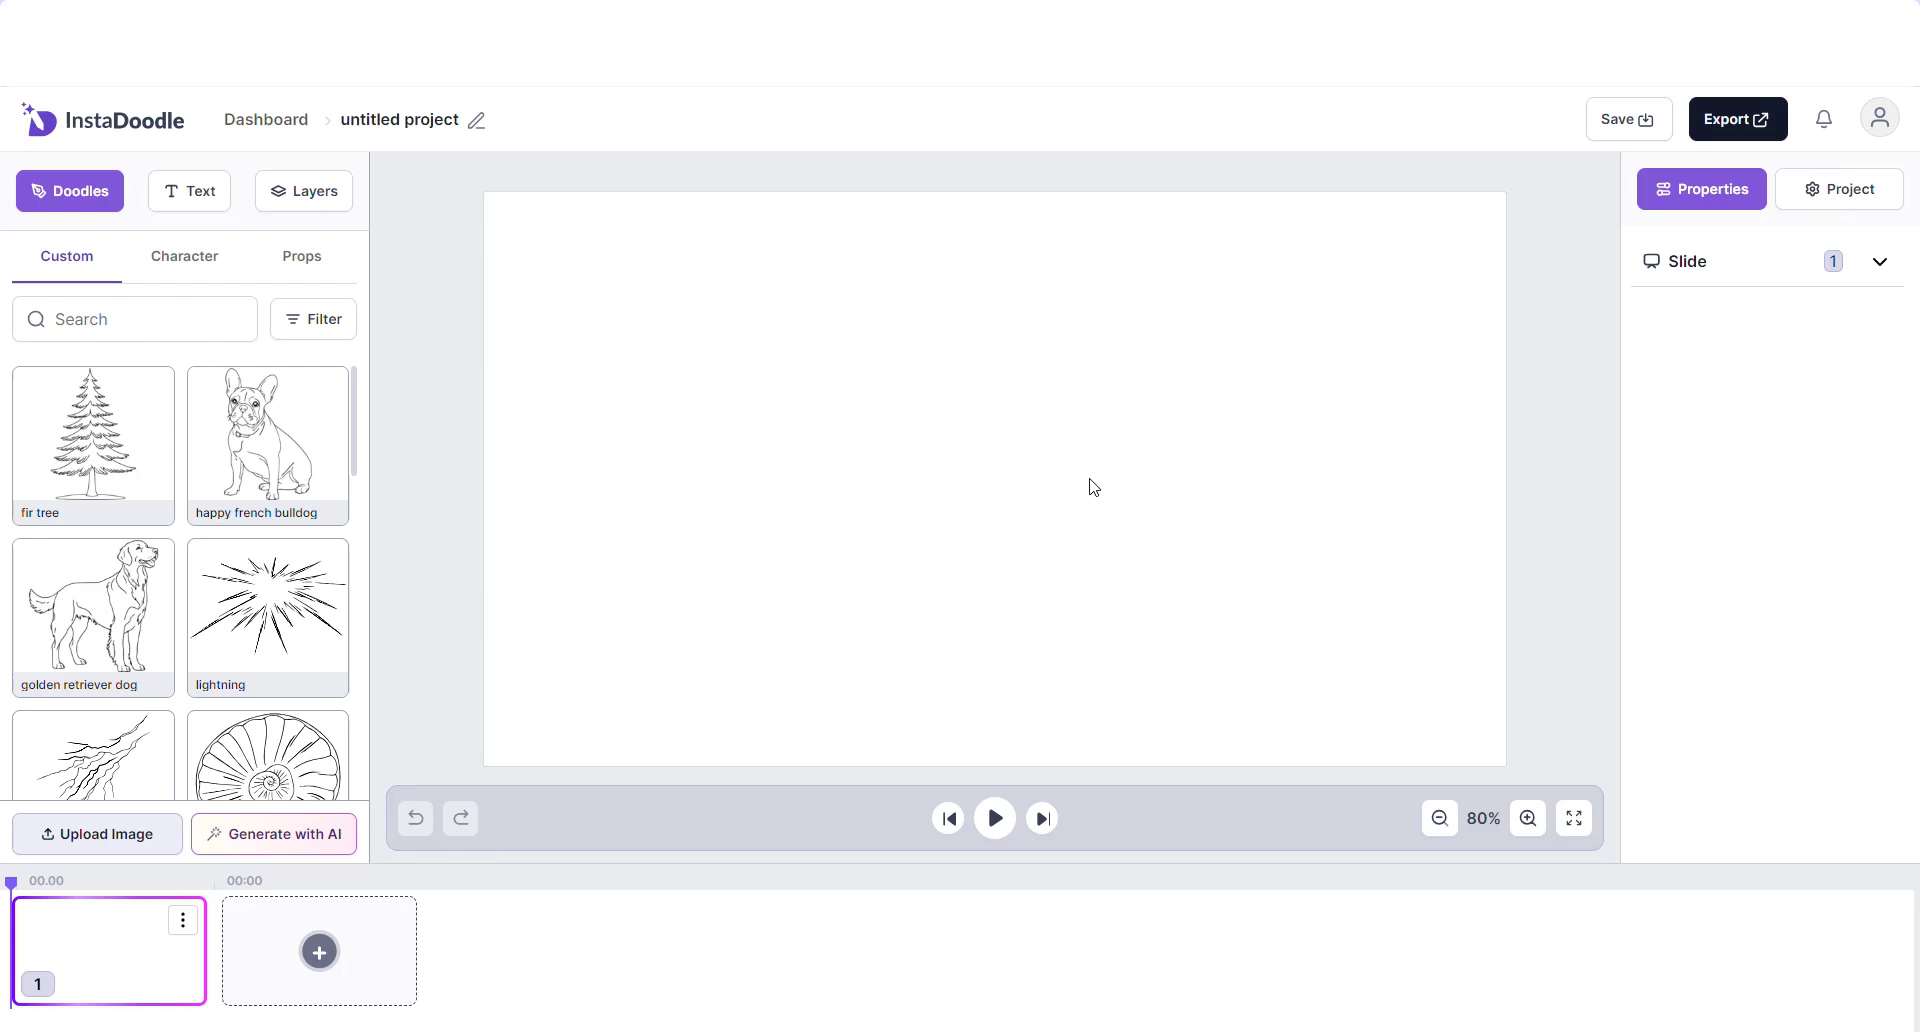 InstaDoodle
Dashboard > untitled project
Save
Export
Doodles
Text
Layers
Properties
Project
Custom
Character
Props
Slide
1
Search
Filter
fir tree
happy french bulldog
golden retriever dog
lightning
Upload Image
Generate with AI
80%
00.00
00:00
1